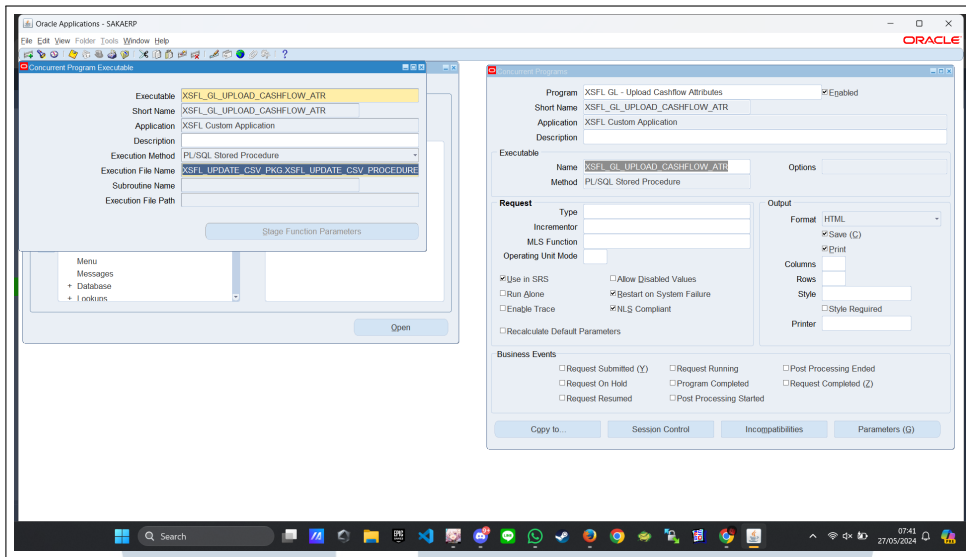 Oracle Applications - SAKAERP
File Edit View Folder Tools Window Help
ORACLE
Concurrent Program Executable
Executable XSFL_GL_UPLOAD_CASHFLOW_ATR
Short Name XSFL_GL_UPLOAD_CASHFLOW_ATR
Application XSFL Custom Application
Description
Execution Method PL/SQL Stored Procedure
Execution File Name XSFL_UPDATE_CSV_PKG.XSFL_UPDATE_CSV_PROCEDURE
Subroutine Name
Execution File Path
Stage Function Parameters
Menu
Messages
+ Database
+ Lookups
Open
Concurrent Programs
Program XSFL GL - Upload Cashflow Attributes Enabled
Short Name XSFL_GL_UPLOAD_CASHFLOW_ATR
Application XSFL Custom Application
Description
Executable
Name XSFL_GL_UPLOAD_CASHFLOW_ATR Options
Method PL/SQL Stored Procedure
Request
Type
Incrementor
MLS Function
Operating Unit Mode
Use in SRS Allow Disabled Values
Run Alone Restart on System Failure
Enable Trace NLS Compliant
Recalculate Default Parameters
Output
Format HTML
Save (C)
Print
Columns
Rows
Style
Style Required
Printer
Business Events
Request Submitted (Y) Request Running Post Processing Ended
Request On Hold Program Completed Request Completed (Z)
Request Resumed Post Processing Started
Copy to... Session Control Incompatibilities Parameters (G)
Search
EPIC
07:41
27/05/2024